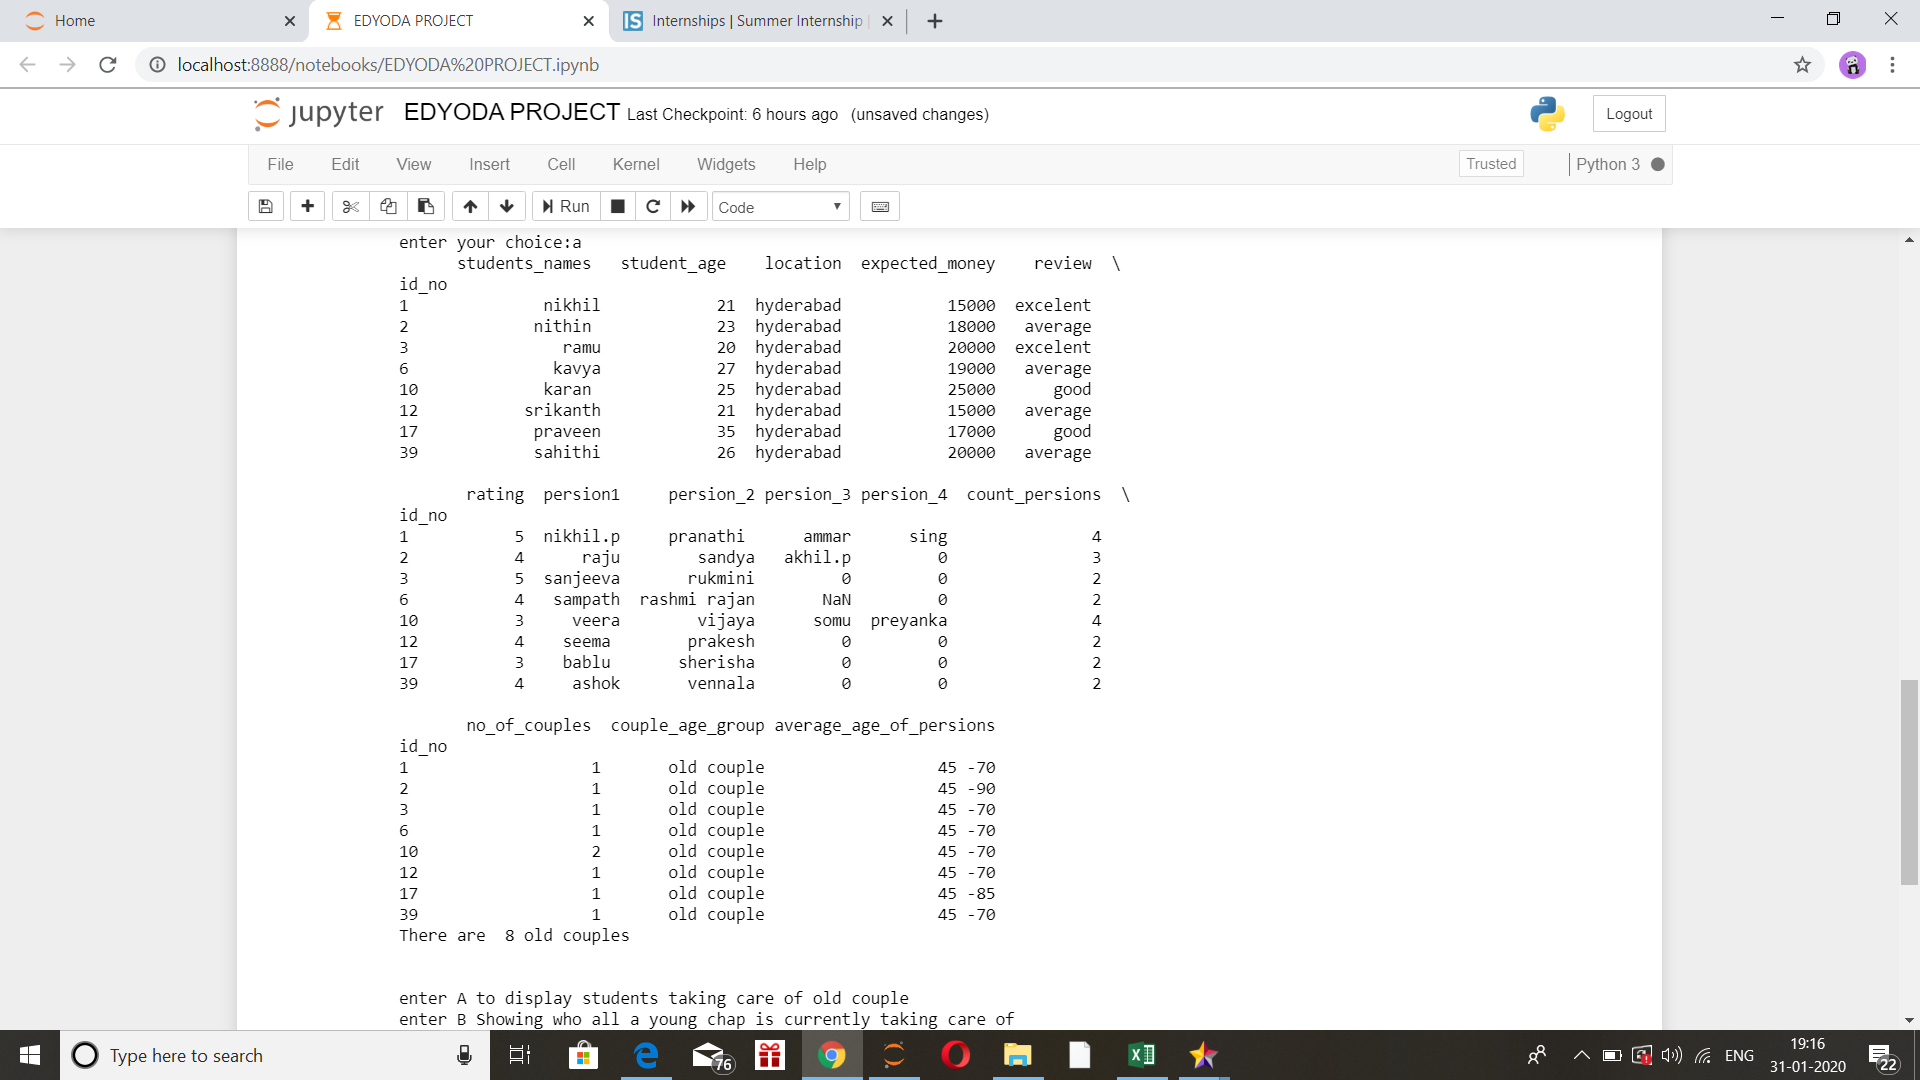 Home
EDYODA PROJECT
IS Internships | Summer Internship |
localhost:8888/notebooks/EDYODA%20PROJECT.ipynb
jupyter EDYODA PROJECT Last Checkpoint: 6 hours ago (unsaved changes) Logout
File Edit View Insert Cell Kernel Widgets Help Trusted Python 3
Run Code
enter your choice:a
students_names student_age location expected_money review \
id_no
1 nikhil 21 hyderabad 15000 excelent
2 nithin 23 hyderabad 18000 average
3 ramu 20 hyderabad 20000 excelent
6 kavya 27 hyderabad 19000 average
10 karan 25 hyderabad 25000 good
12 srikanth 21 hyderabad 15000 average
17 praveen 35 hyderabad 17000 good
39 sahithi 26 hyderabad 20000 average
rating persion1 persion_2 persion_3 persion_4 count_persions \
id_no
1 5 nikhil.p pranathi ammar sing 4
2 4 raju sandya akhil.p 0 3
3 5 sanjeeva rukmini 0 0 2
6 4 sampath rashmi rajan NaN 0 2
10 3 veera vijaya somu preyanka 4
12 4 seema prakesh 0 0 2
17 3 bablu sherisha 0 0 2
39 4 ashok vennala 0 0 2
no_of_couples couple_age_group average_age_of_persions
id_no
1 1 old couple 45 -70
2 1 old couple 45 -90
3 1 old couple 45 -70
6 1 old couple 45 -70
10 2 old couple 45 -70
12 1 old couple 45 -70
17 1 old couple 45 -85
39 1 old couple 45 -70
There are  8 old couples
enter A to display students taking care of old couple
enter B Showing who all a young chap is currently taking care of
Type here to search 76 ENG 19:16
31-01-2020 22